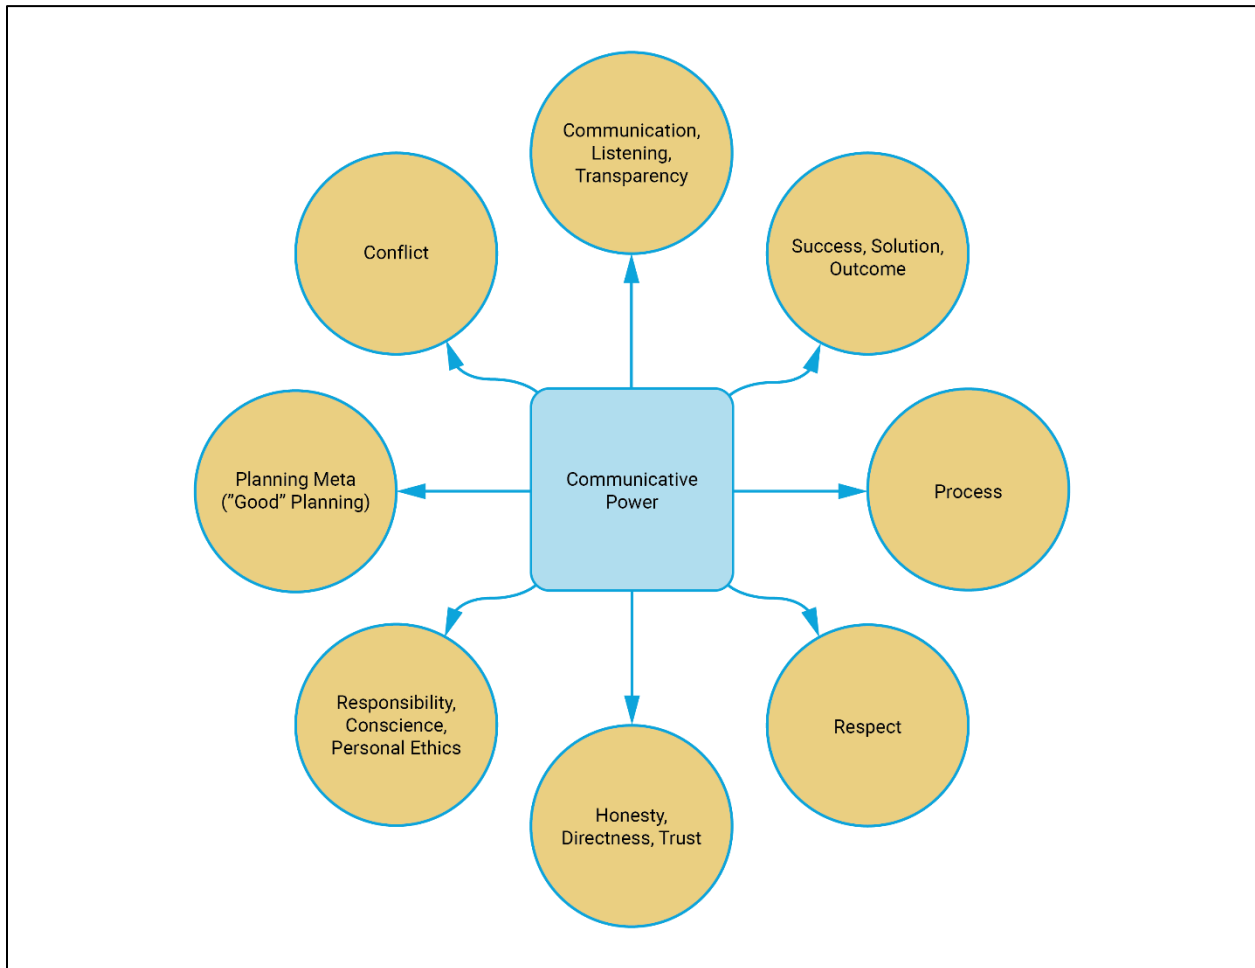 Communication,
Listening,
Transparency
Conflict
Success, Solution,
Outcome
Planning Meta
(”Good” Planning)
Communicative
Power
Process
Responsibility,
Conscience,
Personal Ethics
Respect
Honesty,
Directness, Trust